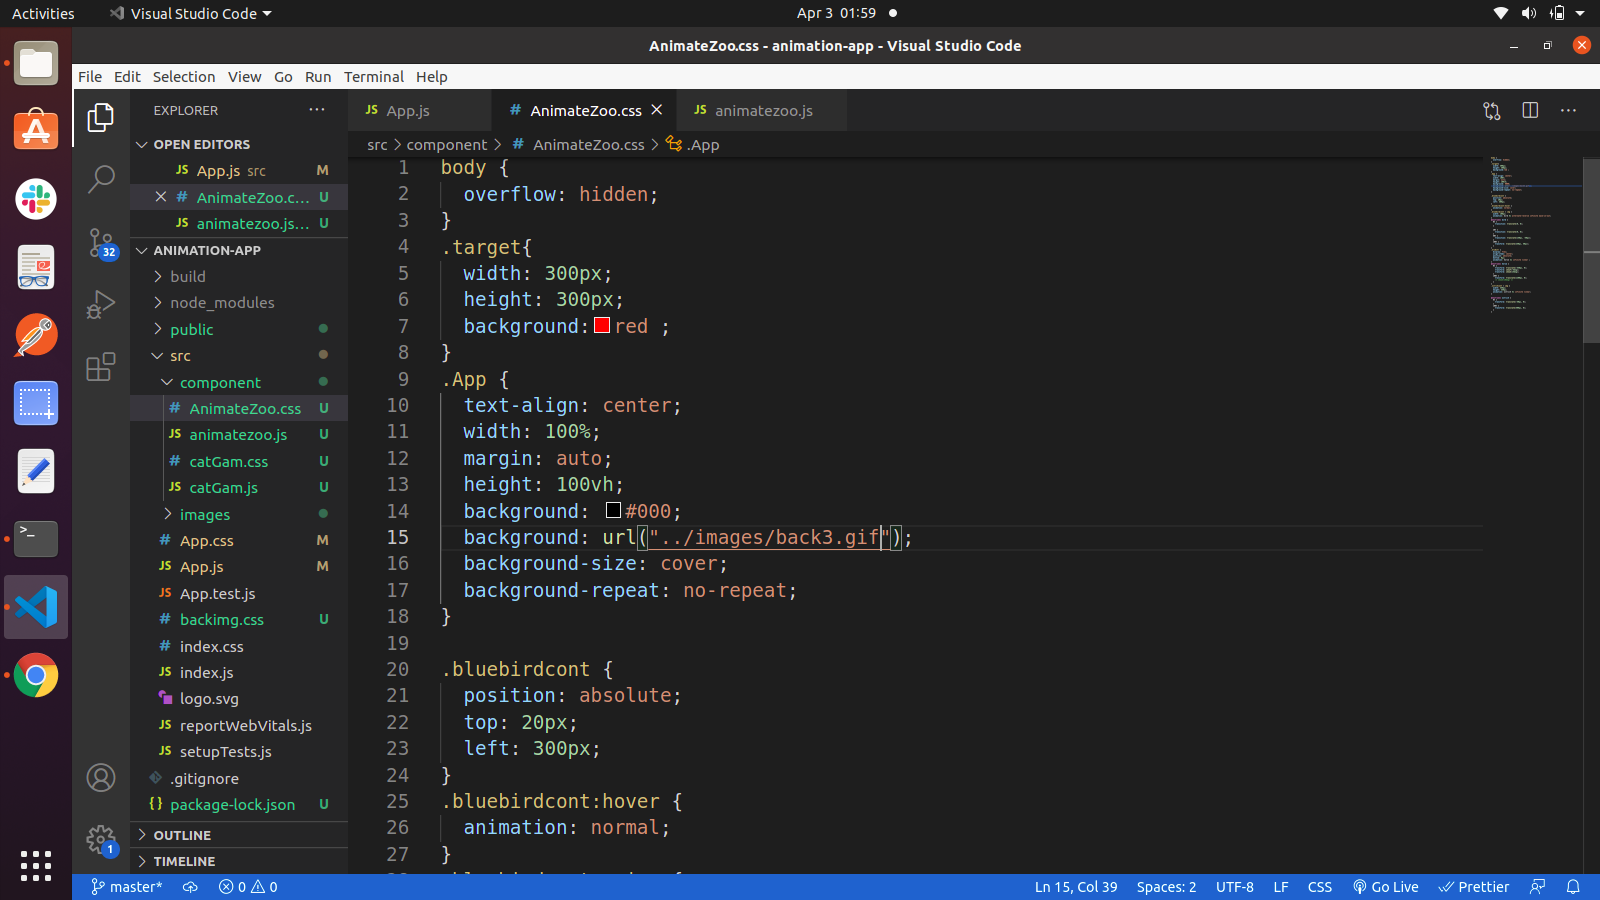 Activities
Visual Studio Code
Apr 3 01:59
AnimateZoo.css - animation-app - Visual Studio Code
File Edit Selection View Go Run Terminal Help
EXPLORER
JS App.js
# AnimateZoo.css
JS animatezoo.js
src > component > # AnimateZoo.css > .App
OPEN EDITORS
JS App.js src M
# AnimateZoo.c... U
JS animatezoo.js... U
ANIMATION-APP
build
node_modules
public
src
component
# AnimateZoo.css U
JS animatezoo.js U
# catGam.css U
JS catGam.js U
images
# App.css M
JS App.js M
JS App.test.js
# backimg.css U
# index.css
JS index.js
logo.svg
JS reportWebVitals.js
JS setupTests.js
.gitignore
{} package-lock.json U
OUTLINE
TIMELINE
32
1
1 body {
2 overflow: hidden;
3 }
4 .target{
5 width: 300px;
6 height: 300px;
7 background: red ;
8 }
9 .App {
10 text-align: center;
11 width: 100%;
12 margin: auto;
13 height: 100vh;
14 background: #000;
15 background: url("../images/back3.gif");
16 background-size: cover;
17 background-repeat: no-repeat;
18 }
19
20 .bluebirdcont {
21 position: absolute;
22 top: 20px;
23 left: 300px;
24 }
25 .bluebirdcont:hover {
26 animation: normal;
27 }
master* 0 0
Ln 15, Col 39 Spaces: 2 UTF-8 LF CSS Go Live Prettier